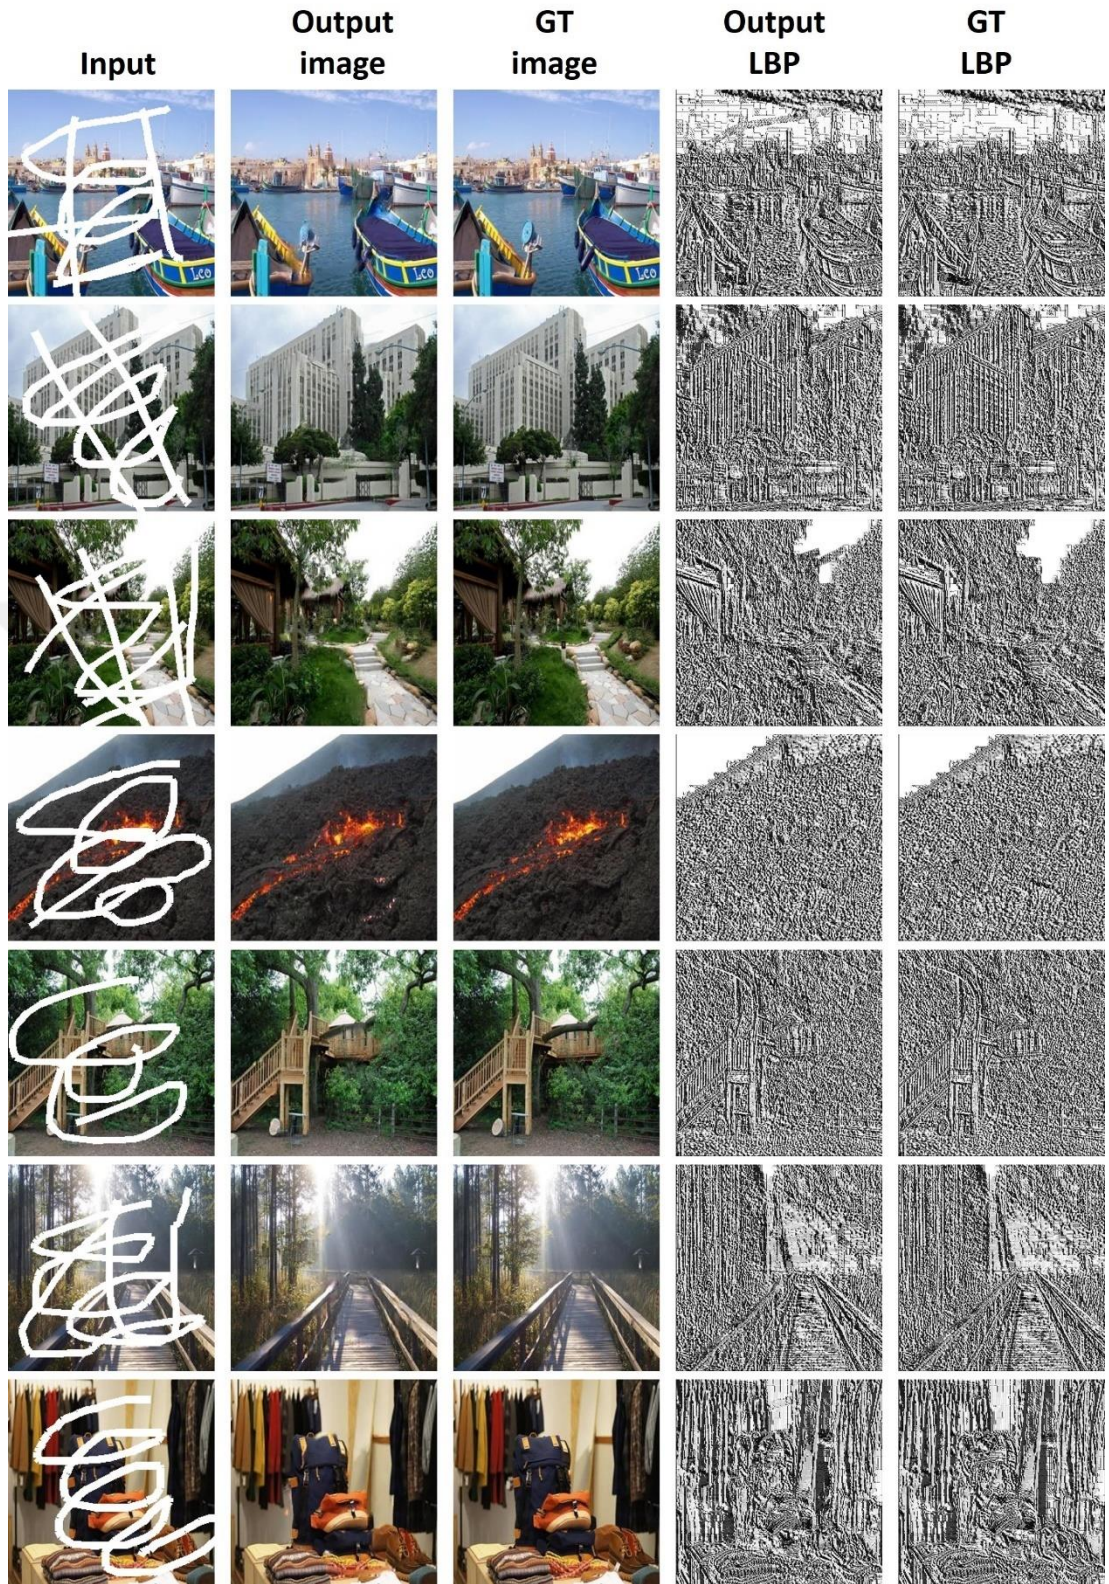 Input
Output image
GT image
Output LBP
GT LBP
Leo
Leo
Leo